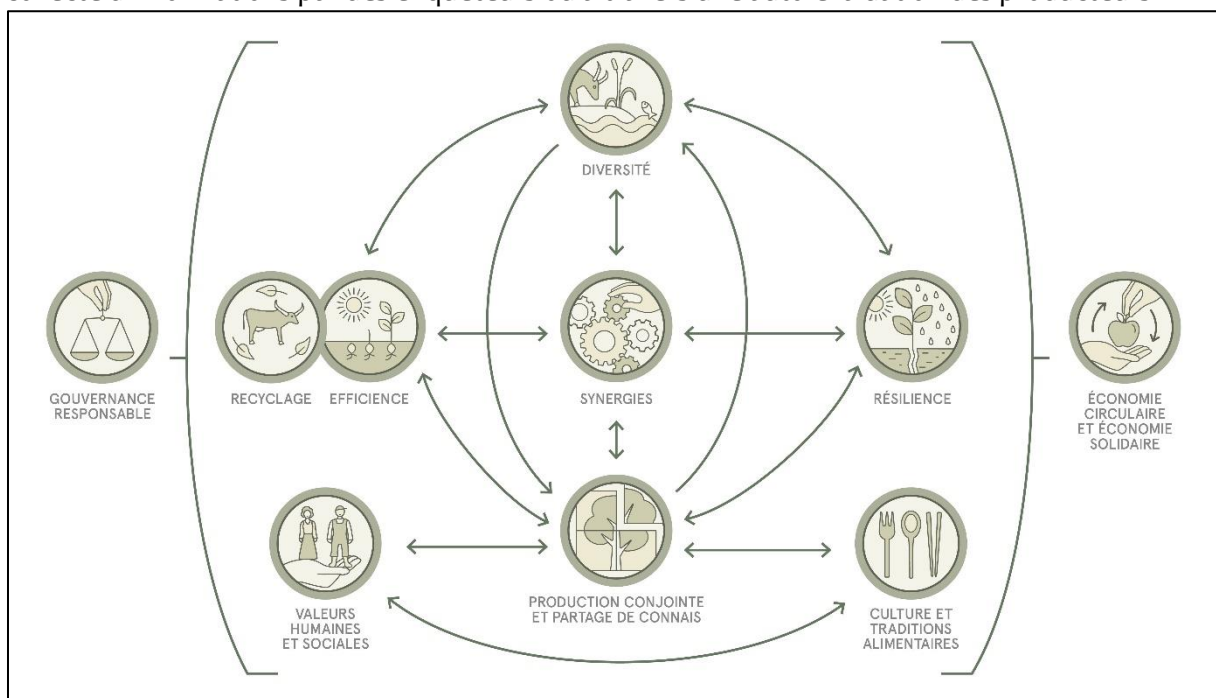 DIVERSITÉ
GOUVERNANCE
RESPONSABLE
RECYCLAGE
EFFICIENCE
SYNERGIES
RÉSILIENCE
ÉCONOMIE
CIRCULAIRE
ET ÉCONOMIE
SOLIDAIRE
VALEURS
HUMAINES
ET SOCIALES
PRODUCTION CONJOINTE
ET PARTAGE DE CONNAIS
CULTURE ET
TRADITIONS
ALIMENTAIRES